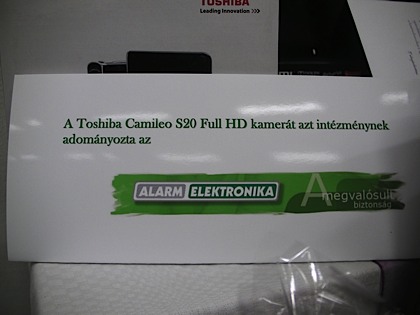 TOSHIBA
Leading Innovation >>>
A Toshiba Camileo S20 Full HD kamerát azt intézménynek
adományozta az
ALARM ELEKTRONIKA
A megvalósult
biztonság